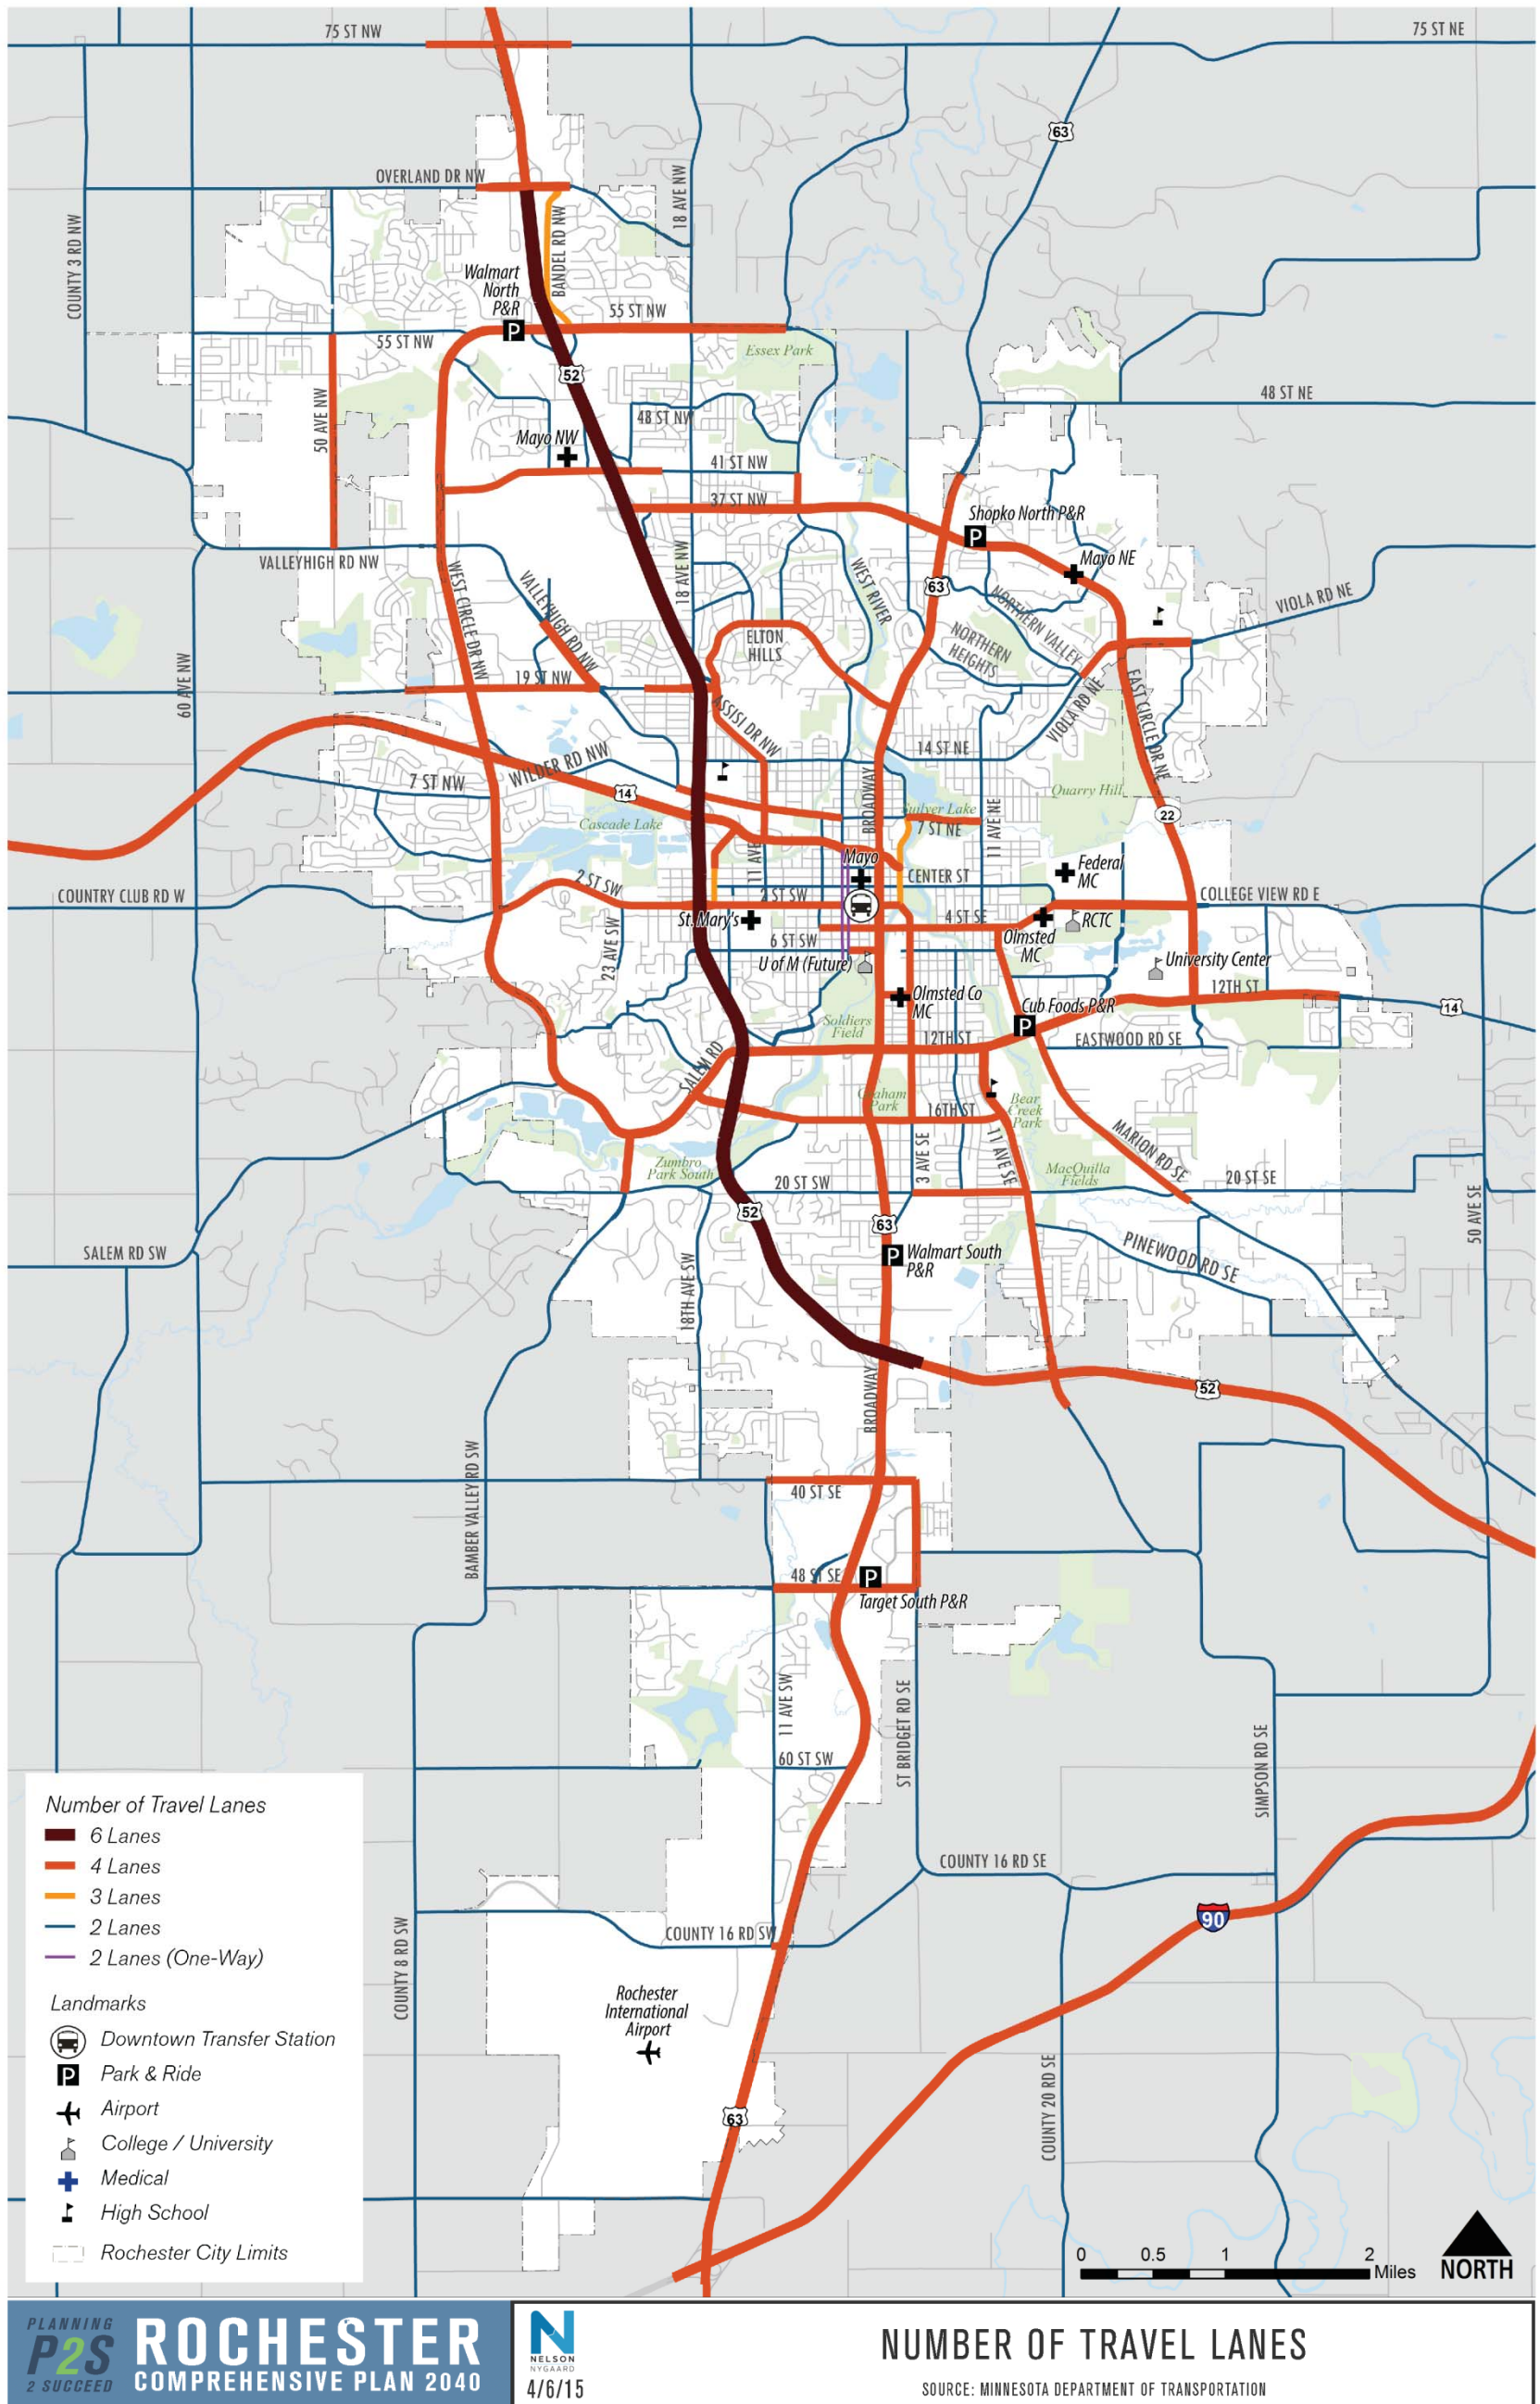 75 ST NW
75 ST NE
63
OVERLAND DR NW
18 AVE NW
COUNTY 3 RD NW
BANDEL RD NW
Walmart
North
P&R
P
55 ST NW
55 ST NW
Essex Park
52
48 ST NE
50 AVE NW
48 ST NW
Mayo NW
41 ST NW
37 ST NW
Shopko North P&R
P
VALLEYHIGH RD NW
Mayo NE
WEST CIRCLE DR NW
VALLEYHIGH RD NW
18 AVE NW
WEST RIVER
63
NORTHERN VALLEY
VIOLA RD NE
ELTON
HILLS
NORTHERN
HEIGHTS
60 AVE NW
19 ST NW
ASSISI DR NW
VIOLA RD NE
EAST CIRCLE DR NE
14 ST NE
7 ST NW
WILDER RD NW
14
BROADWAY
Quarry Hill
Silver Lake
22
Cascade Lake
7 ST NE
11 AVE NE
11 AVE
Mayo
Federal
MC
CENTER ST
COUNTRY CLUB RD W
2 ST SW
2 ST SW
COLLEGE VIEW RD E
St. Mary's
4 ST SE
RCTC
23 AVE SW
6 ST SW
Olmsted
MC
U of M (Future)
University Center
12TH ST
Olmsted Co
MC
Cub Foods P&R
P
14
Soldiers
Field
12TH ST
EASTWOOD RD SE
SALEM RD
Graham
Park
16TH ST
Bear
Creek
Park
11 AVE SE
MARION RD SE
3 AVE SE
Zumbro
Park South
MacQuilla
Fields
20 ST SW
20 ST SE
52
63
50 AVE SE
SALEM RD SW
P
Walmart South
P&R
PINEWOOD RD SE
18TH AVE SW
BROADWAY
52
BAMBER VALLEY RD SW
40 ST SE
48 ST SE
P
Target South P&R
11 AVE SW
ST BRIDGET RD SE
60 ST SW
SIMPSON RD SE
COUNTY 16 RD SE
90
COUNTY 8 RD SW
COUNTY 16 RD SW
Rochester
International
Airport
COUNTY 20 RD SE
63
Number of Travel Lanes
6 Lanes
4 Lanes
3 Lanes
2 Lanes
2 Lanes (One-Way)
Landmarks
Downtown Transfer Station
P Park & Ride
Airport
College / University
Medical
High School
Rochester City Limits
0 0.5 1 2
Miles
NORTH
PLANNING
P2S
2 SUCCEED
ROCHESTER
COMPREHENSIVE PLAN 2040
N
NELSON
NYGAARD
4/6/15
NUMBER OF TRAVEL LANES
SOURCE: MINNESOTA DEPARTMENT OF TRANSPORTATION